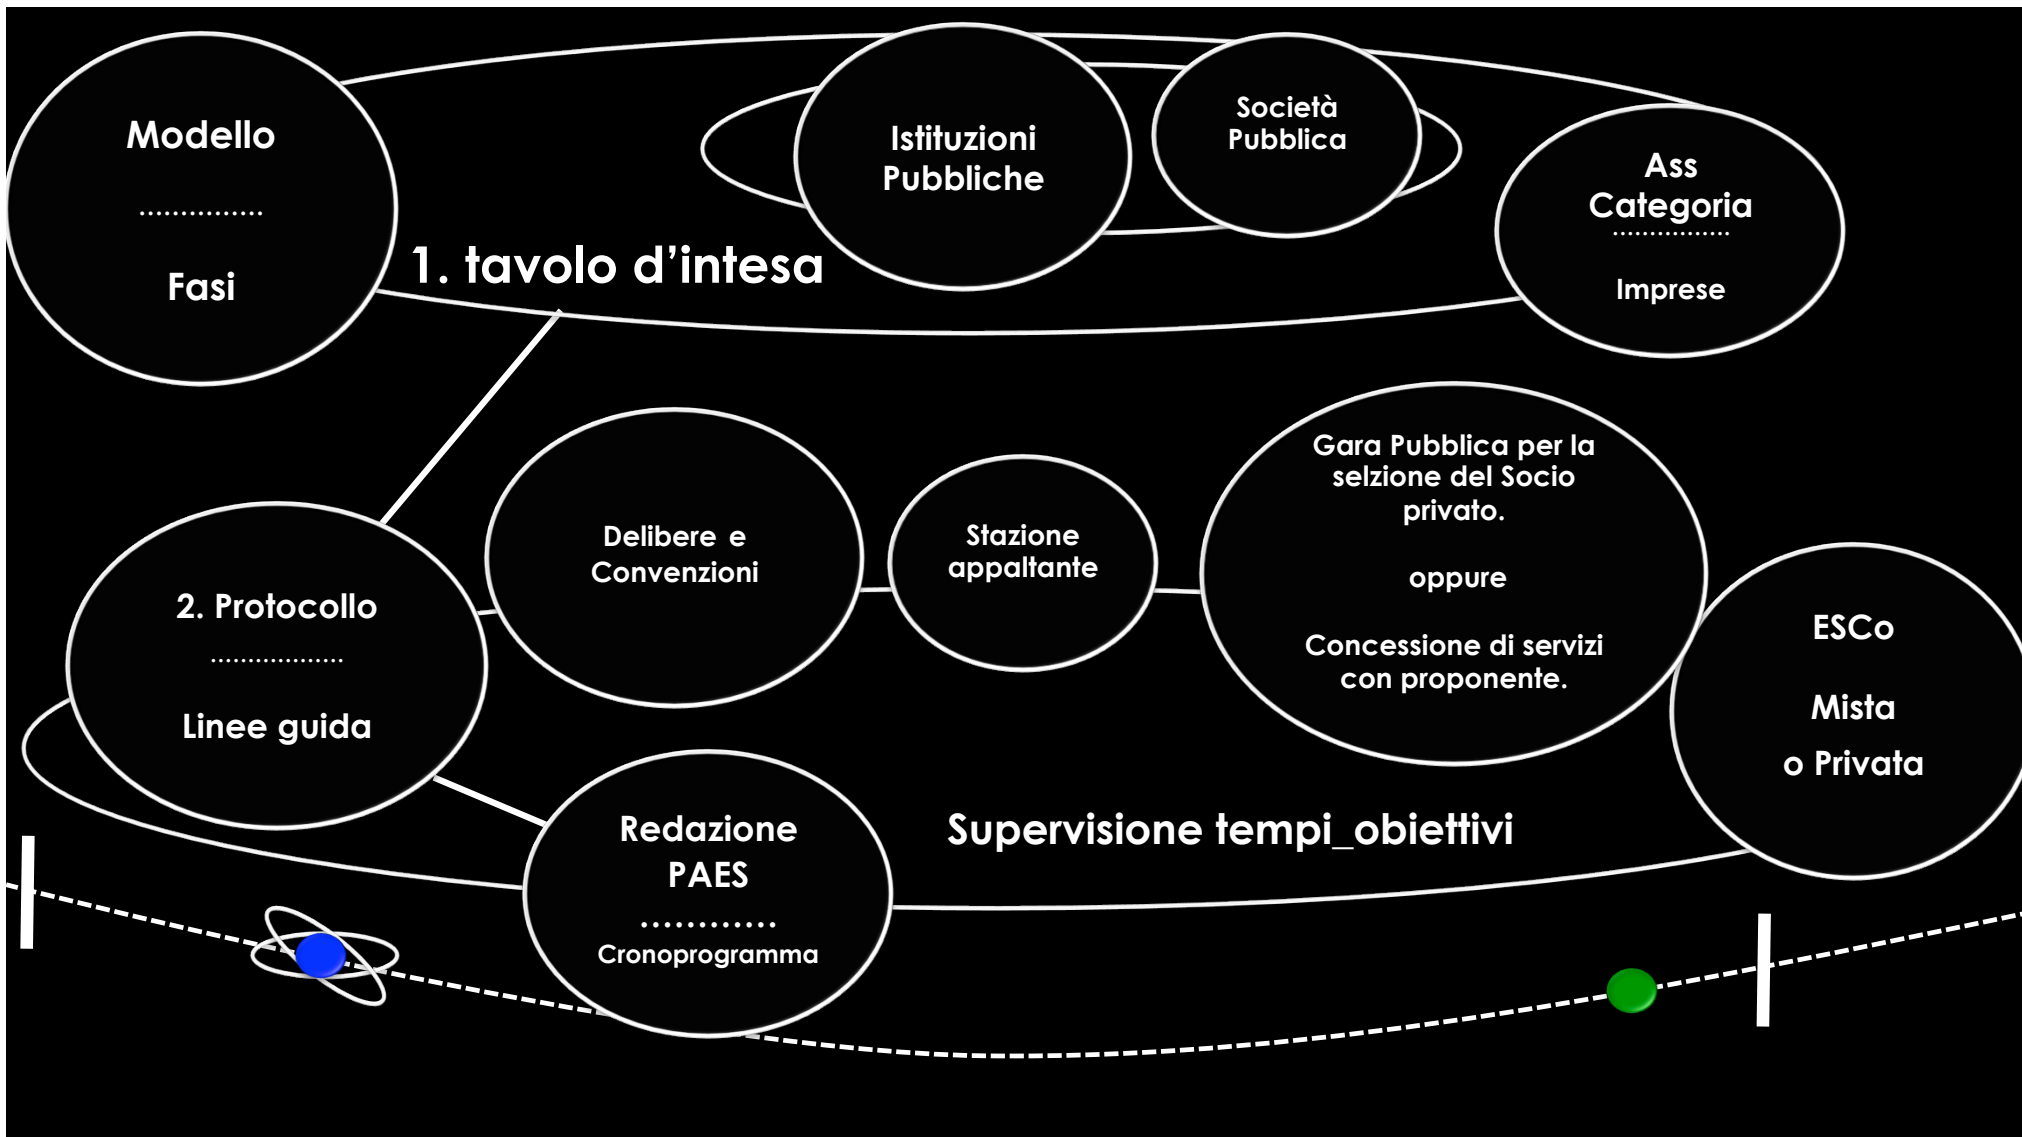 Modello
...............
Fasi
1. tavolo d’intesa
Istituzioni
Pubbliche
Società
Pubblica
Ass
Categoria
................
Imprese
2. Protocollo
..................
Linee guida
Delibere e
Convenzioni
Stazione
appaltante
Gara Pubblica per la
selzione del Socio
privato.
oppure
Concessione di servizi
con proponente.
ESCo
Mista
o Privata
Redazione
PAES
............
Cronoprogramma
Supervisione tempi_obiettivi